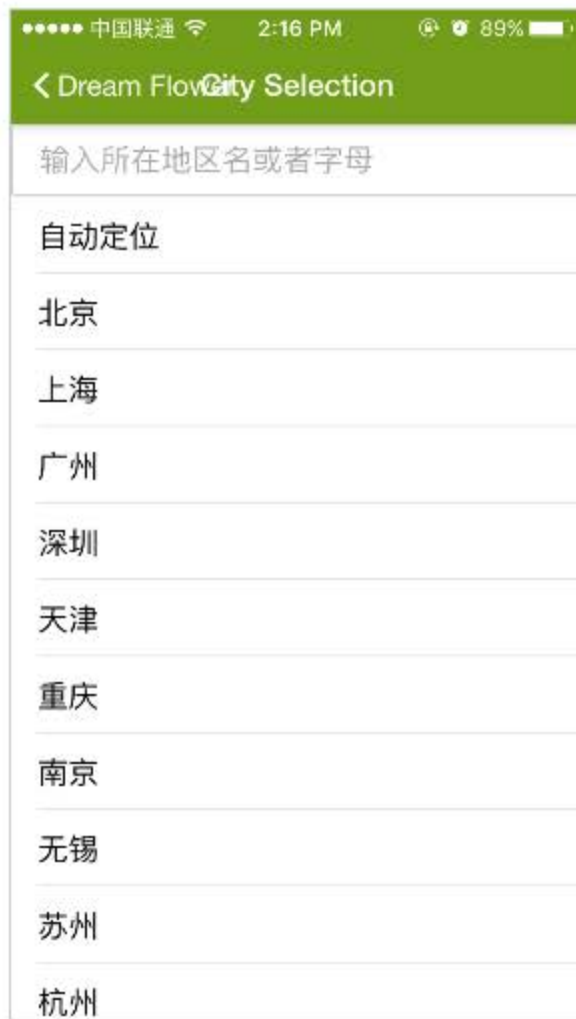 中国联通 2:16 PM 89%
Dream Flower City Selection
输入所在地区名或者字母
自动定位
北京
上海
广州
深圳
天津
重庆
南京
无锡
苏州
杭州